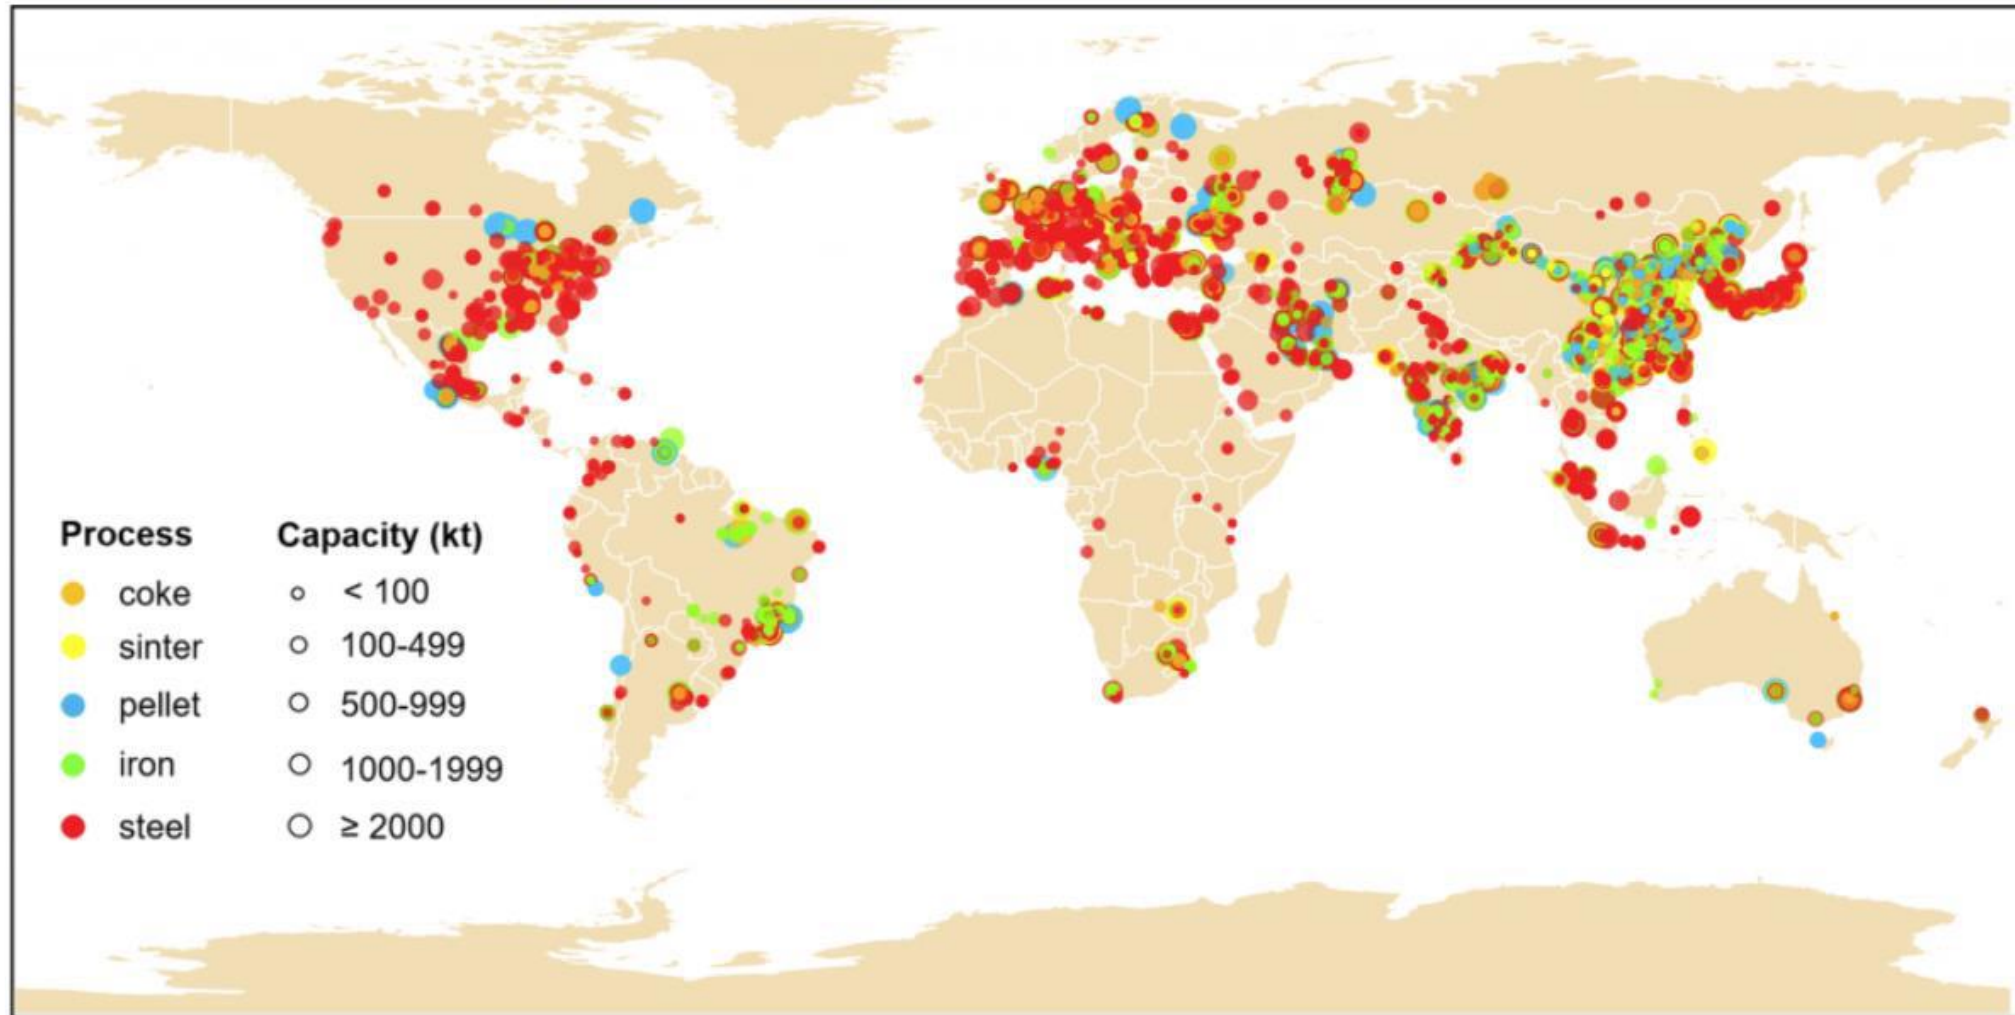 Process
coke
sinter
pellet
iron
steel
Capacity (kt)
< 100
100-499
500-999
1000-1999
≥ 2000